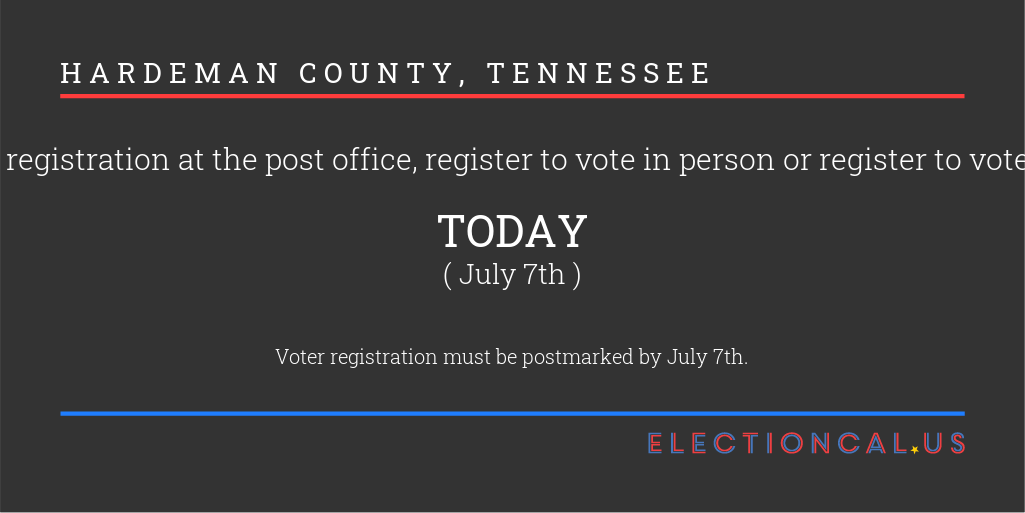 HARDEMAN COUNTY, TENNESSEE
registration at the post office, register to vote in person or register to vote
TODAY
( July 7th )
Voter registration must be postmarked by July 7th.
ELECTIONCAL.US